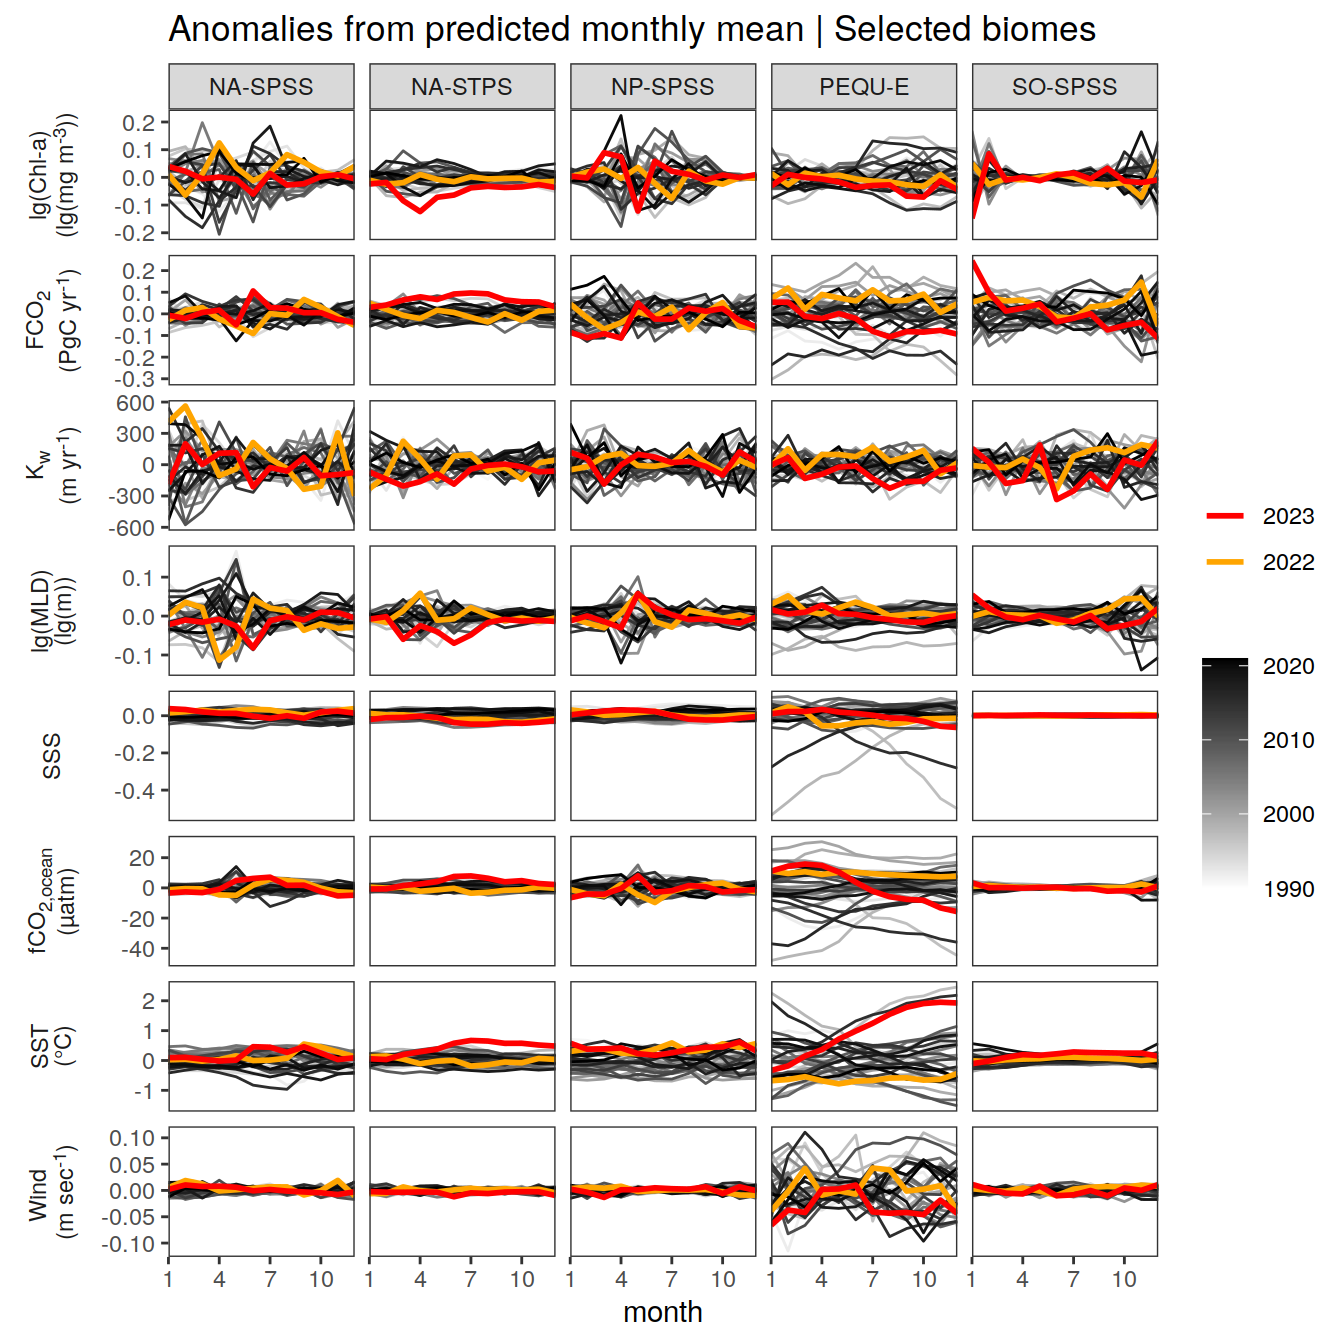 Anomalies from predicted monthly mean | Selected biomes
NA-SPSS NA-STPS NP-SPSS PEQU-E SO-SPSS
lg(Chl-a)
(lg(mg m⁻³))
0.2
0.1
0.0
-0.1
-0.2
FCO₂
(PgC yr⁻¹)
0.2
0.1
0.0
-0.1
-0.2
-0.3
K_w
(m yr⁻¹)
600
300
0
-300
-600
lg(MLD)
(lg(m))
0.1
0.0
-0.1
SSS
0.0
-0.2
-0.4
fCO₂,ocean
(µatm)
20
0
-20
-40
SST
(°C)
2
1
0
-1
Wind
(m sec⁻¹)
0.10
0.05
0.00
-0.05
-0.10
1 4 7 10 1 4 7 10 1 4 7 10 1 4 7 10 1 4 7 10
month
2023
2022
2020
2010
2000
1990